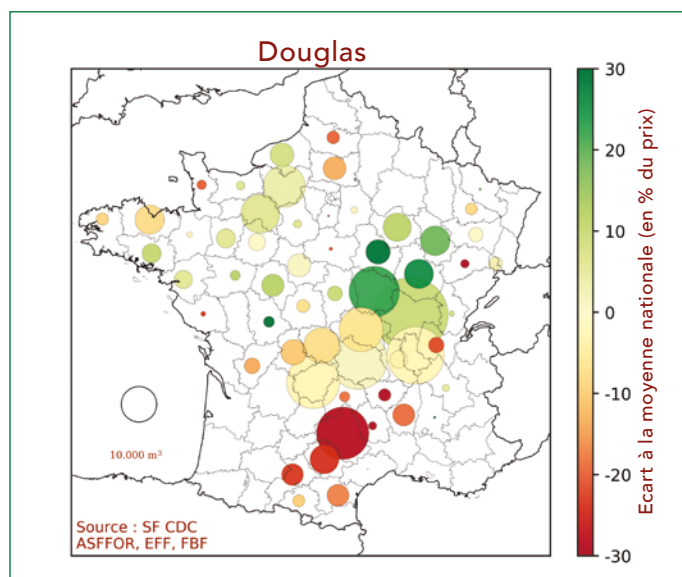 Douglas
30
20
10
0
-10
-20
-30
Ecart à la moyenne nationale (en % du prix)
10.000 m³
Source : SF CDC
ASFFOR, EFF, FBF